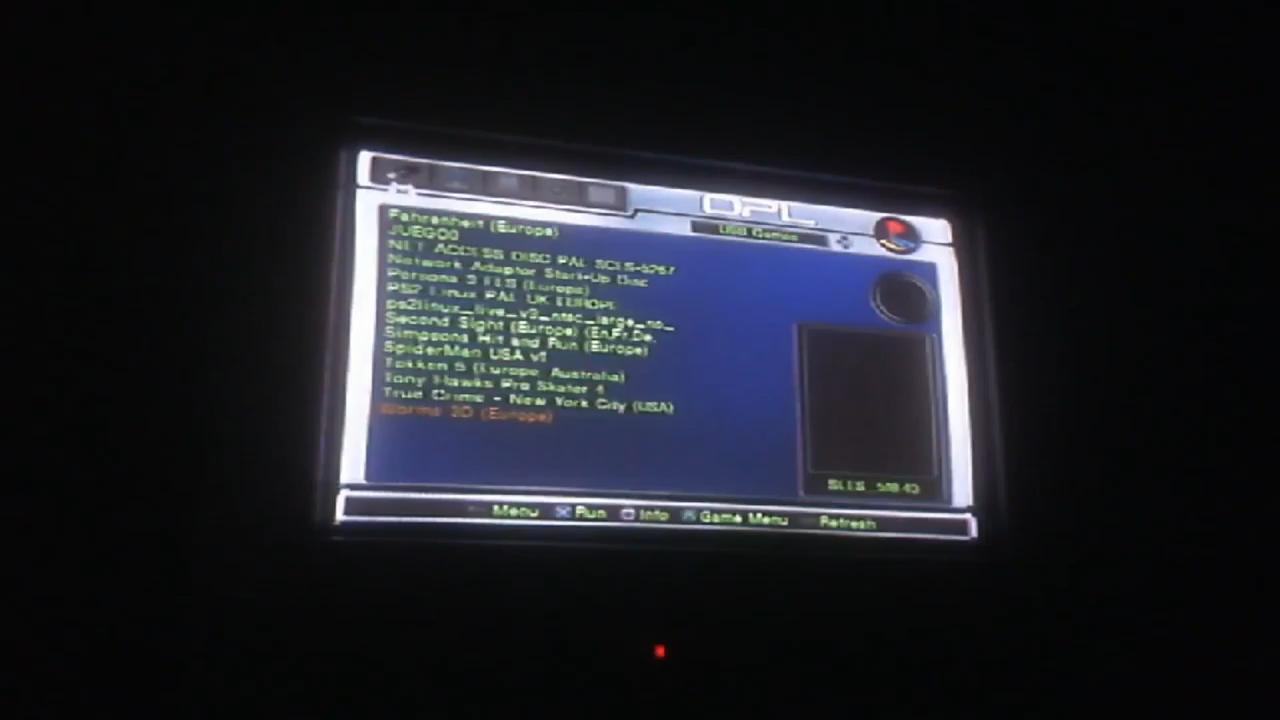 OPL
USB Games
Fahrenheit (Europe)
JUEGO0
NET ACCESS DISC PAL SCES-5267
Network Adaptor Start-Up Disc
Persona 3 FES (Europe)
PS2 Linux PAL UK EUROPE
ps2linux_live_v3_ntsc_large_no_
Second Sight (Europe) (En,Fr,De,
Simpsons Hit and Run (Europe)
SpiderMan USA v1
Tekken 5 (Europe, Australia)
Tony Hawks Pro Skater 4
True Crime - New York City (USA)
Worms 3D (Europe)
SLES_518.43
Menu Run Info Game Menu Refresh